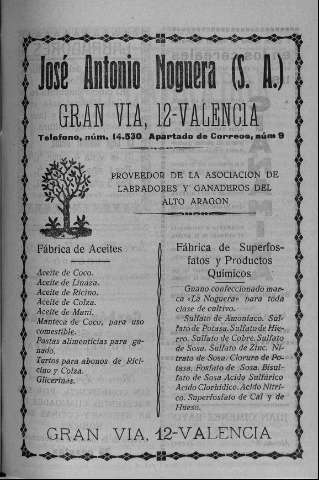 José Antonio Noguera (S. A.)
GRAN VIA, 12-VALENCIA
Telefono, núm. 14.530 Apartado de Correos, núm 9
PROVEEDOR DE LA ASOCIACION DE
LABRADORES Y GANADEROS DEL
ALTO ARAGON
Fábrica de Aceites
Aceite de Coco.
Aceite de Linaza.
Aceite de Ricino.
Aceite de Colza.
Aceite de Maní.
Manteca de Coco, para uso
comestible.
Pastas alimenticias para ga-
nado.
Turtos para abonos de Rici-
cino y Colza.
Glicerinas.
Fábrica de Superfos-
fatos y Productos
Químicos
Guano confeccionado mar-
ca «La Noguera» para toda
clase de cultivo.
Sulfato de Amoníaco. Sul-
fato de Potasa. Sulfato de Hie-
rro. Sulfato de Cobre. Sulfato
de Sosa. Sulfato de Zinc. Ni-
trato de Sosa. Cloruro de Po-
tasa. Fosfato de Sosa. Bisul-
fato de Sosa Acido Sulfúrico
Acido Clorhídico. Acido Nítri-
co. Superfosfato de Cal y de
Hueso.
GRAN VIA, 12-VALENCIA